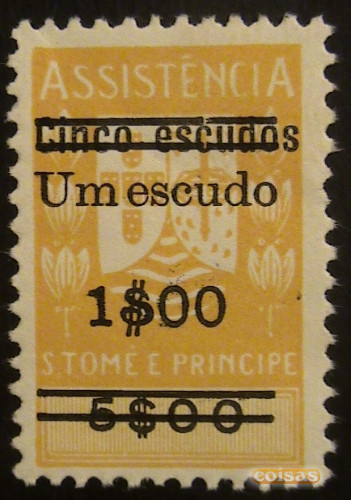 ASSISTÊNCIA
Cinco escudos
Um escudo
1$00
S. TOMÉ E PRINCIPE
5$00
coisas